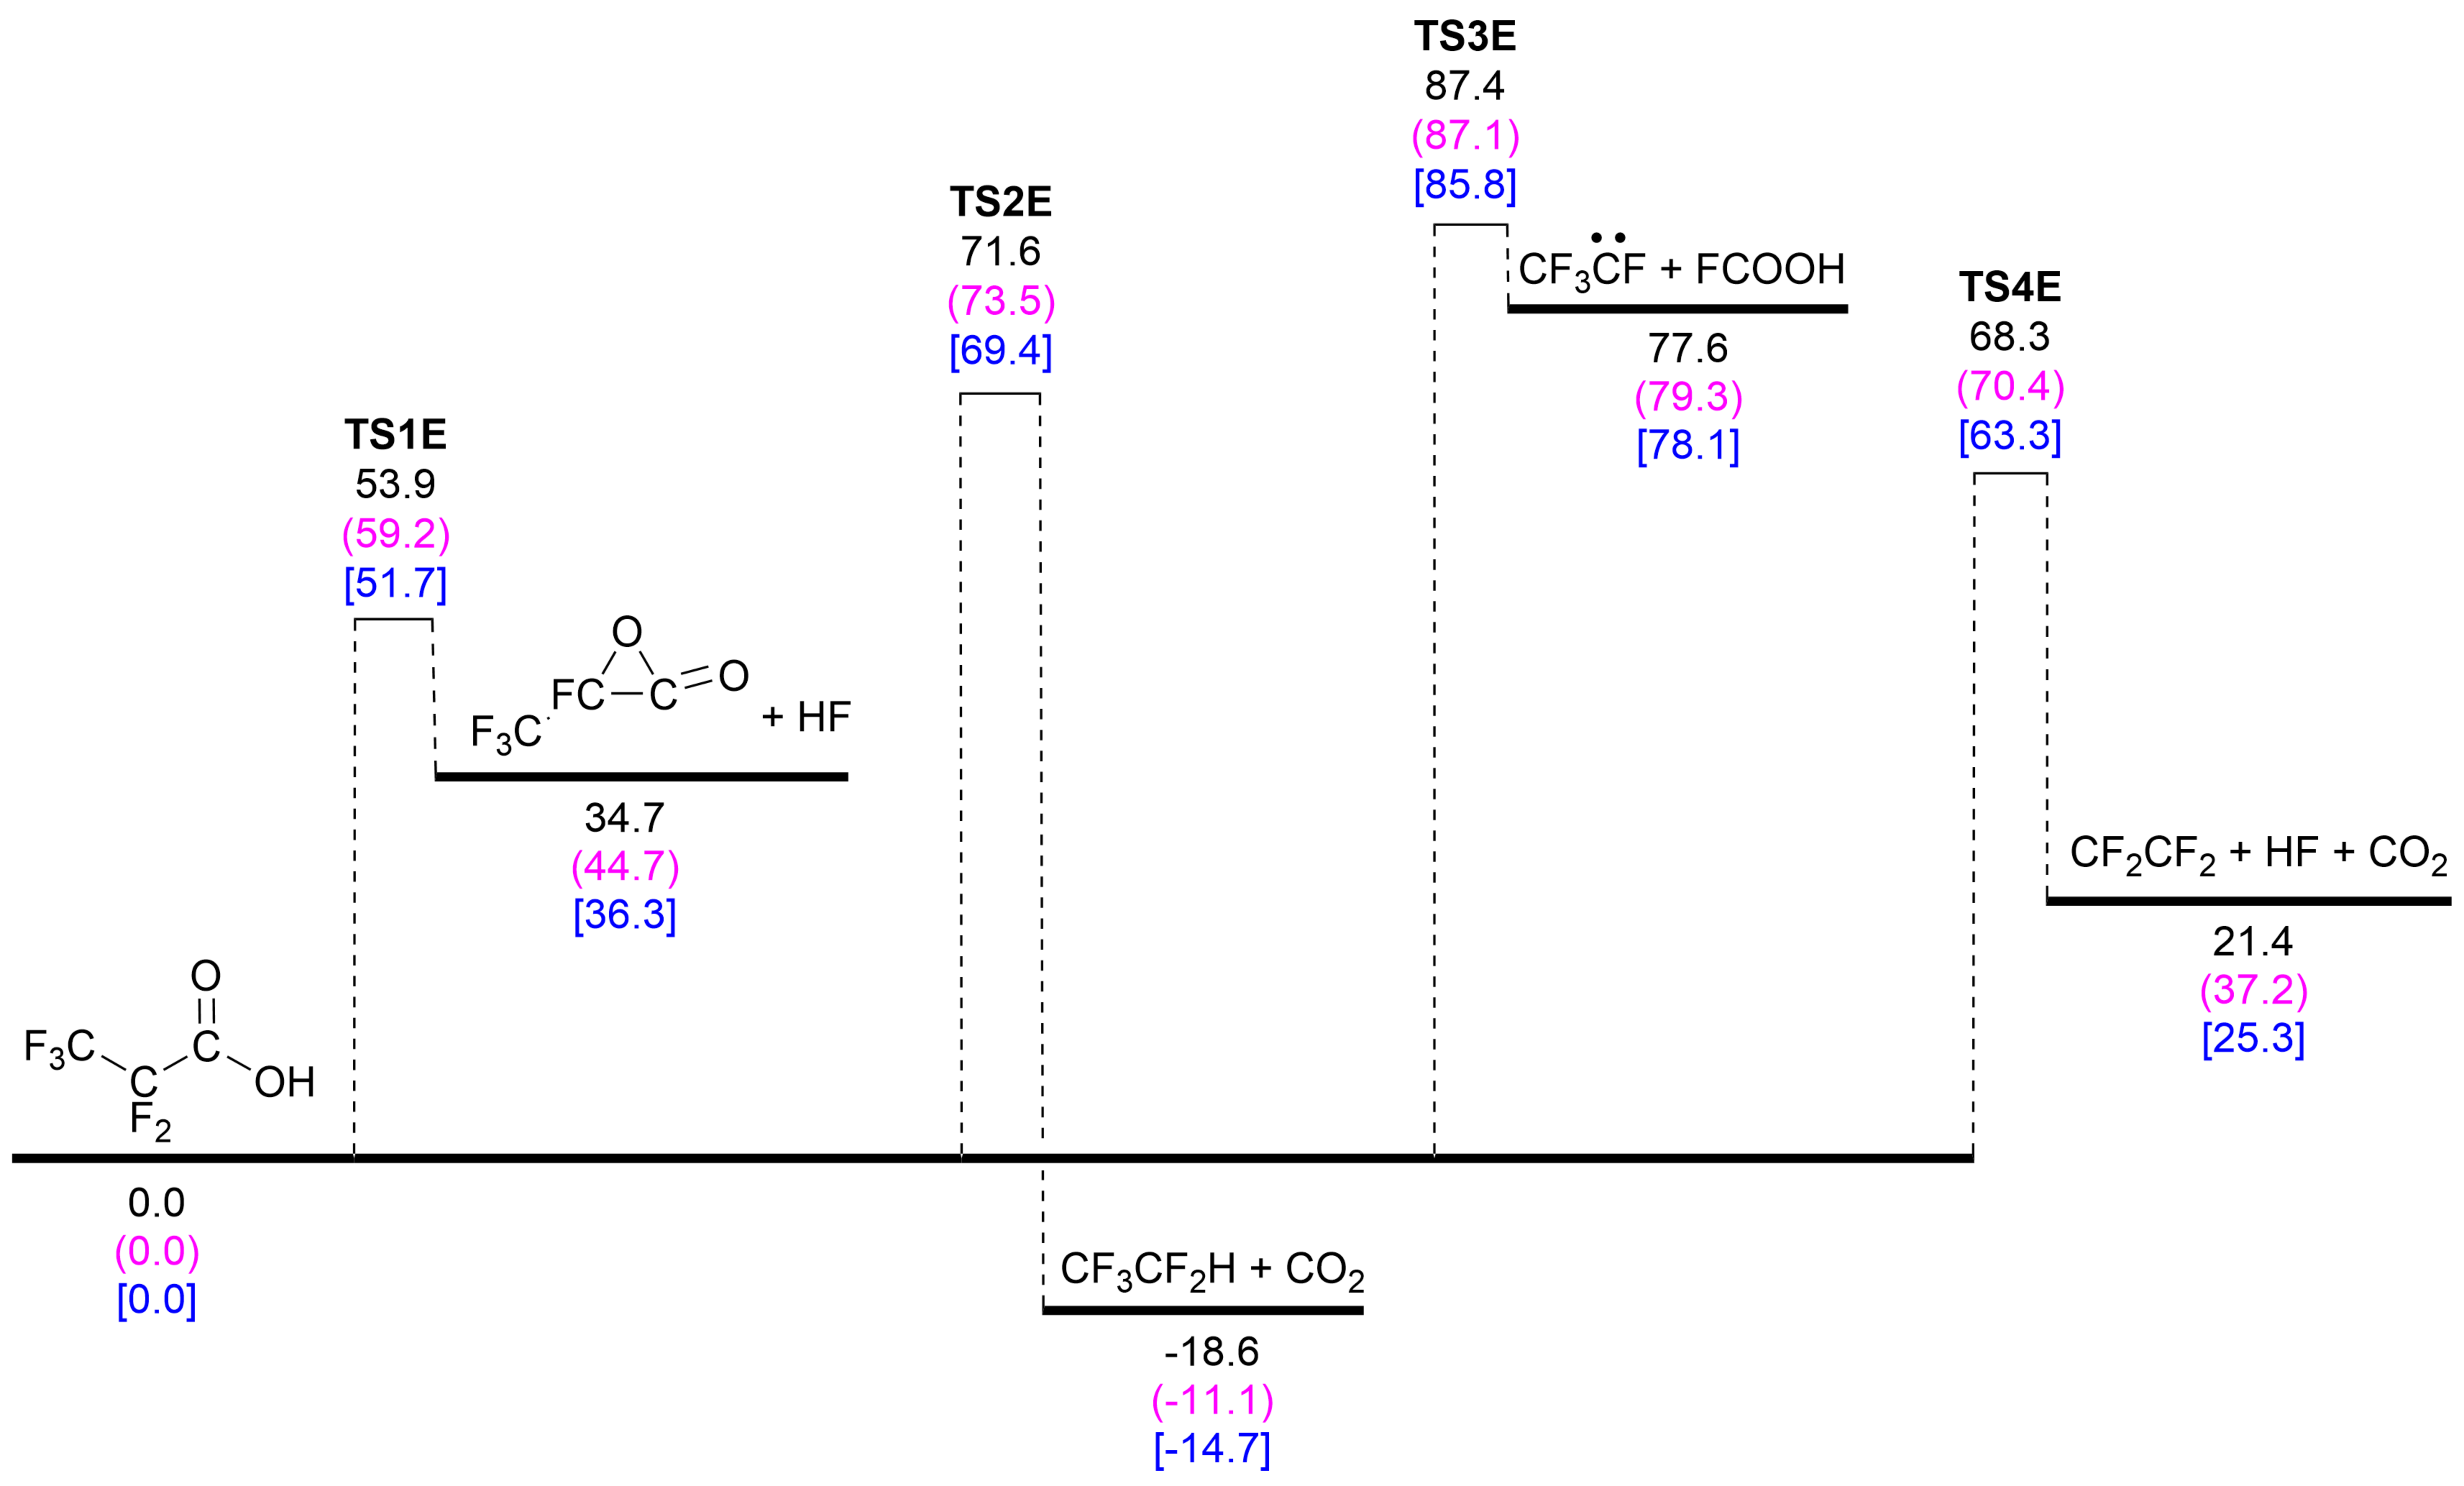 TS3E
87.4
(87.1)
[85.8]
TS2E
71.6
(73.5)
[69.4]
CF3CF + FCOOH
77.6
(79.3)
[78.1]
TS4E
68.3
(70.4)
[63.3]
TS1E
53.9
(59.2)
[51.7]
O
FC C O
F3C + HF
34.7
(44.7)
[36.3]
CF2CF2 + HF + CO2
21.4
(37.2)
[25.3]
O
F3C C
C OH
F2
0.0
(0.0)
[0.0]
CF3CF2H + CO2
-18.6
(-11.1)
[-14.7]